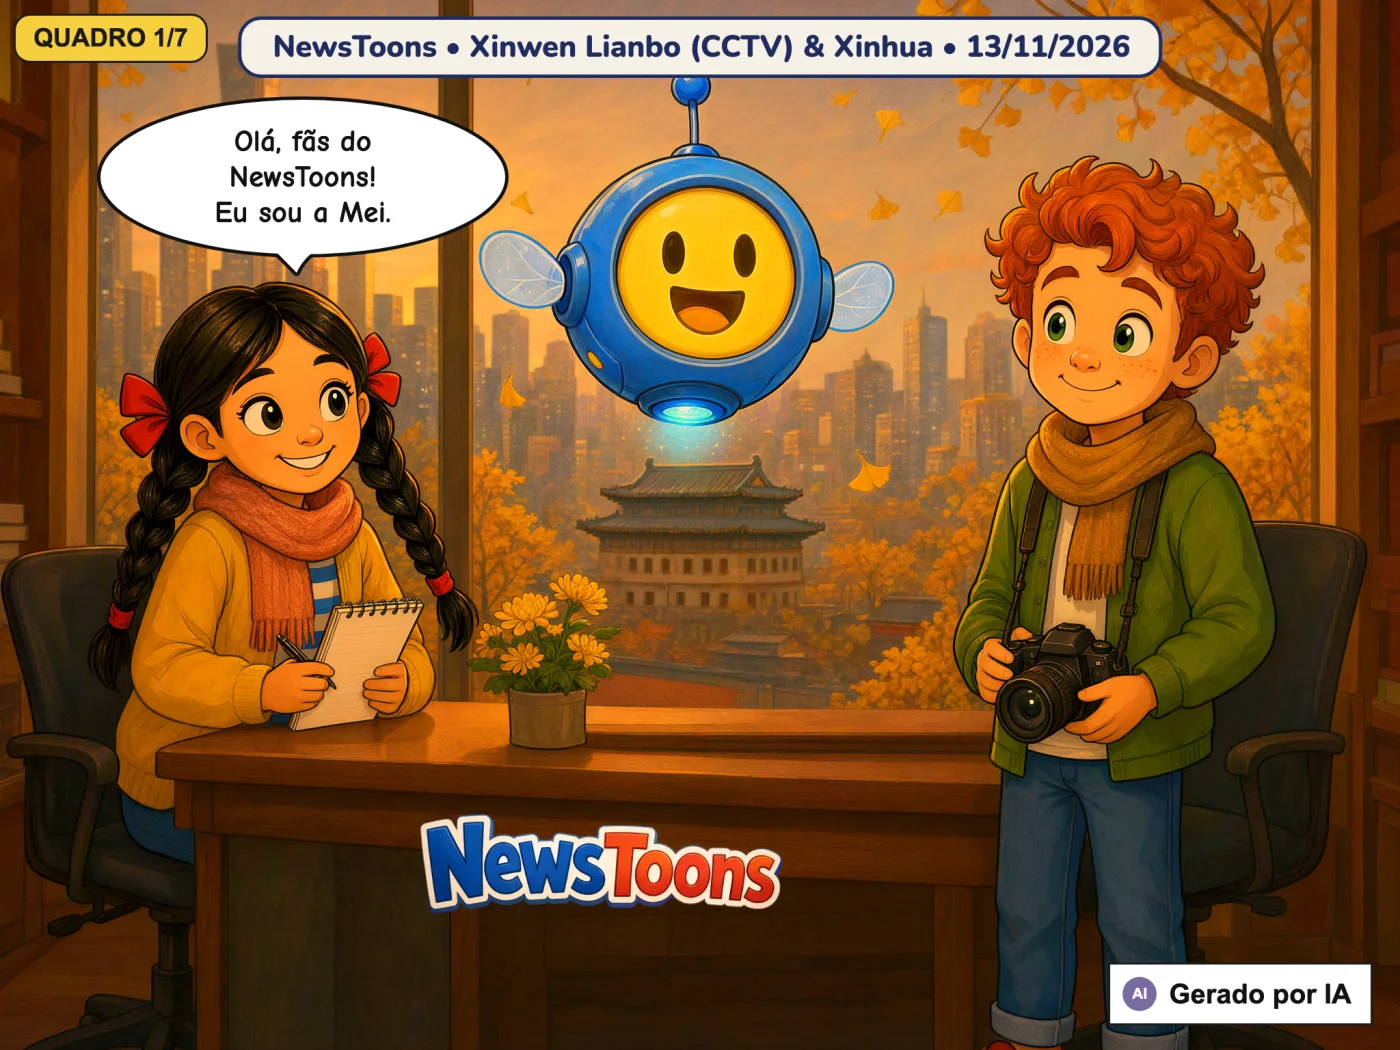 QUADRO 1/7
NewsToons • Xinwen Lianbo (CCTV) & Xinhua • 13/11/2026
Olá, fãs do
NewsToons!
Eu sou a Mei.
NewsToons
AI Gerado por IA